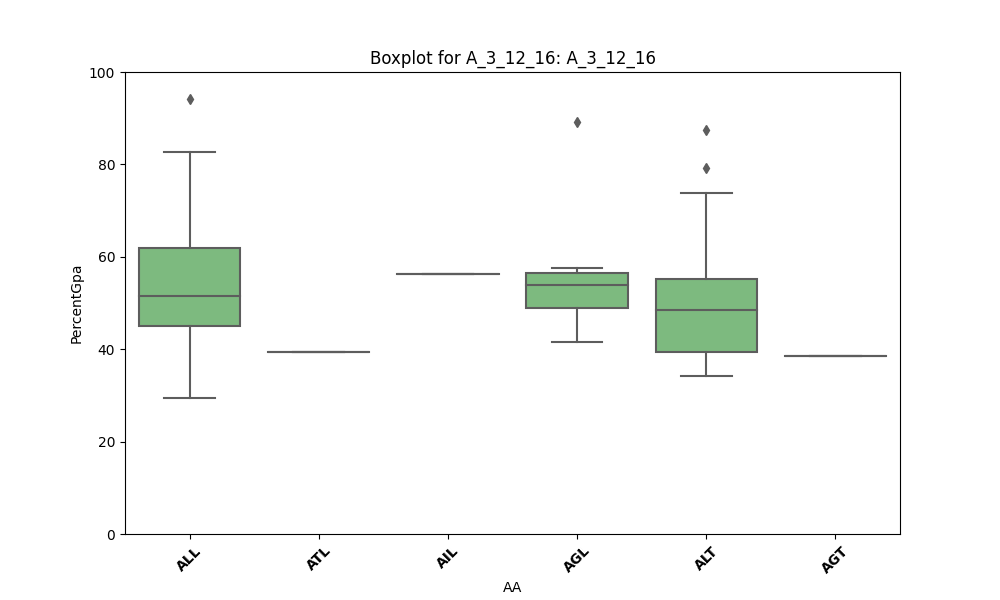 Boxplot for A_3_12_16: A_3_12_16
100
80
60
40
20
0
PercentGpa
ALL
ATL
AIL
AGL
ALT
AGT
AA